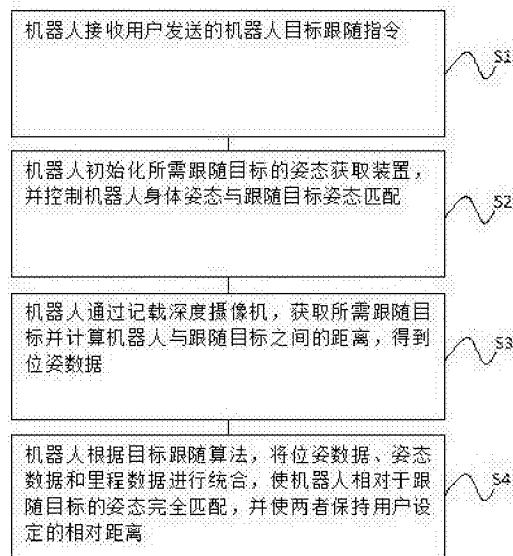 机器人接收用户发送的机器人目标跟随指令
S1
机器人初始化所需跟随目标的姿态获取装置，
并控制机器人身体姿态与跟随目标姿态匹配
S2
机器人通过记载深度摄像机，获取所需跟随目
标并计算机器人与跟随目标之间的距离，得到
位姿数据
S3
机器人根据目标跟随算法，将位姿数据、姿态
数据和里程数据进行统合，使机器人相对于跟
随目标的姿态完全匹配，并使两者保持用户设
定的相对距离
S4